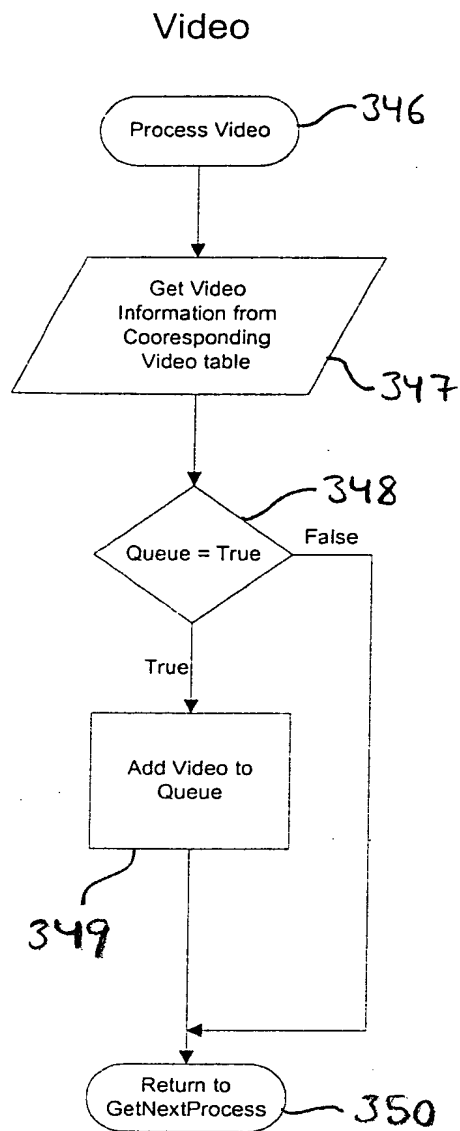 Video
Process Video
346
Get Video
Information from
Cooresponding
Video table
347
348
Queue = True
False
True
Add Video to
Queue
349
Return to
GetNextProcess
350